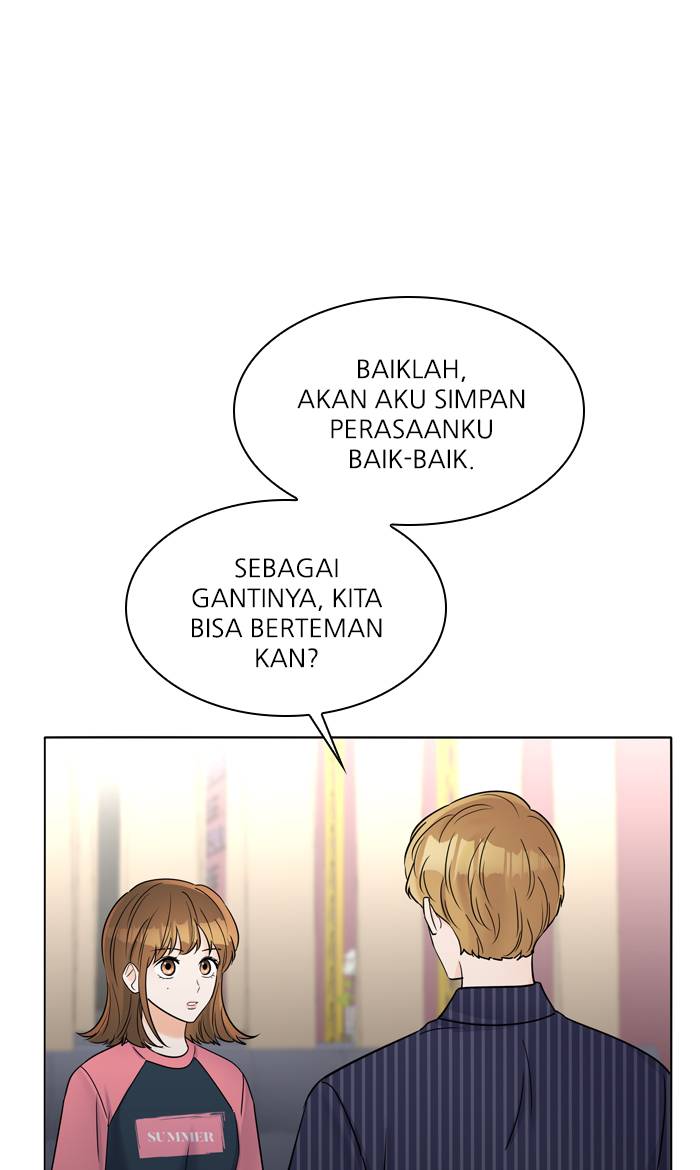 BAIKLAH,
AKAN AKU SIMPAN
PERASAANKU
BAIK-BAIK.
SEBAGAI
GANTINYA, KITA
BISA BERTEMAN
KAN?
SUMMER